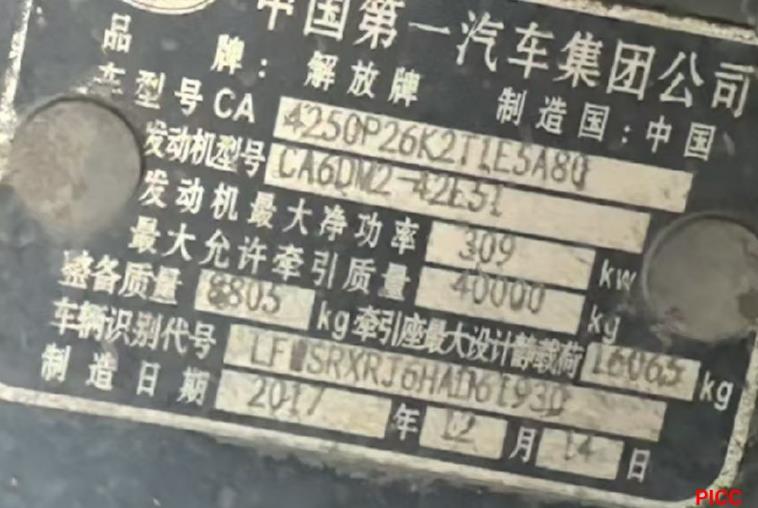 中国第一汽车集团公司
品 牌：解放牌 制造国：中国
车型号CA 4250P26K2T1E5A80
发动机型号 CA6DM2-42E51
发动机最大净功率 309 kw
最大允许牵引质量 40000 kg
整备质量 8805 kg 牵引座最大设计静载荷 16065 kg
车辆识别代号
制造日期 2017 年 12 月 14 日
PICC